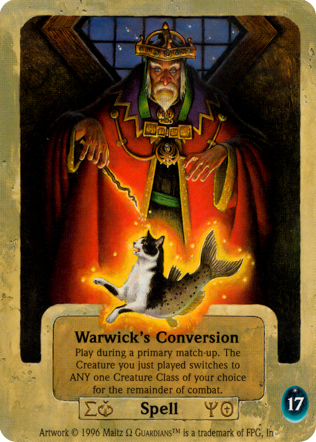 Warwick's Conversion
Play during a primary match-up. The
Creature you just played switches to
ANY one Creature Class of your choice
for the remainder of combat.
Spell
17
Artwork © 1996 Maitz Ω GUARDIANS™ is a trademark of FPG, In